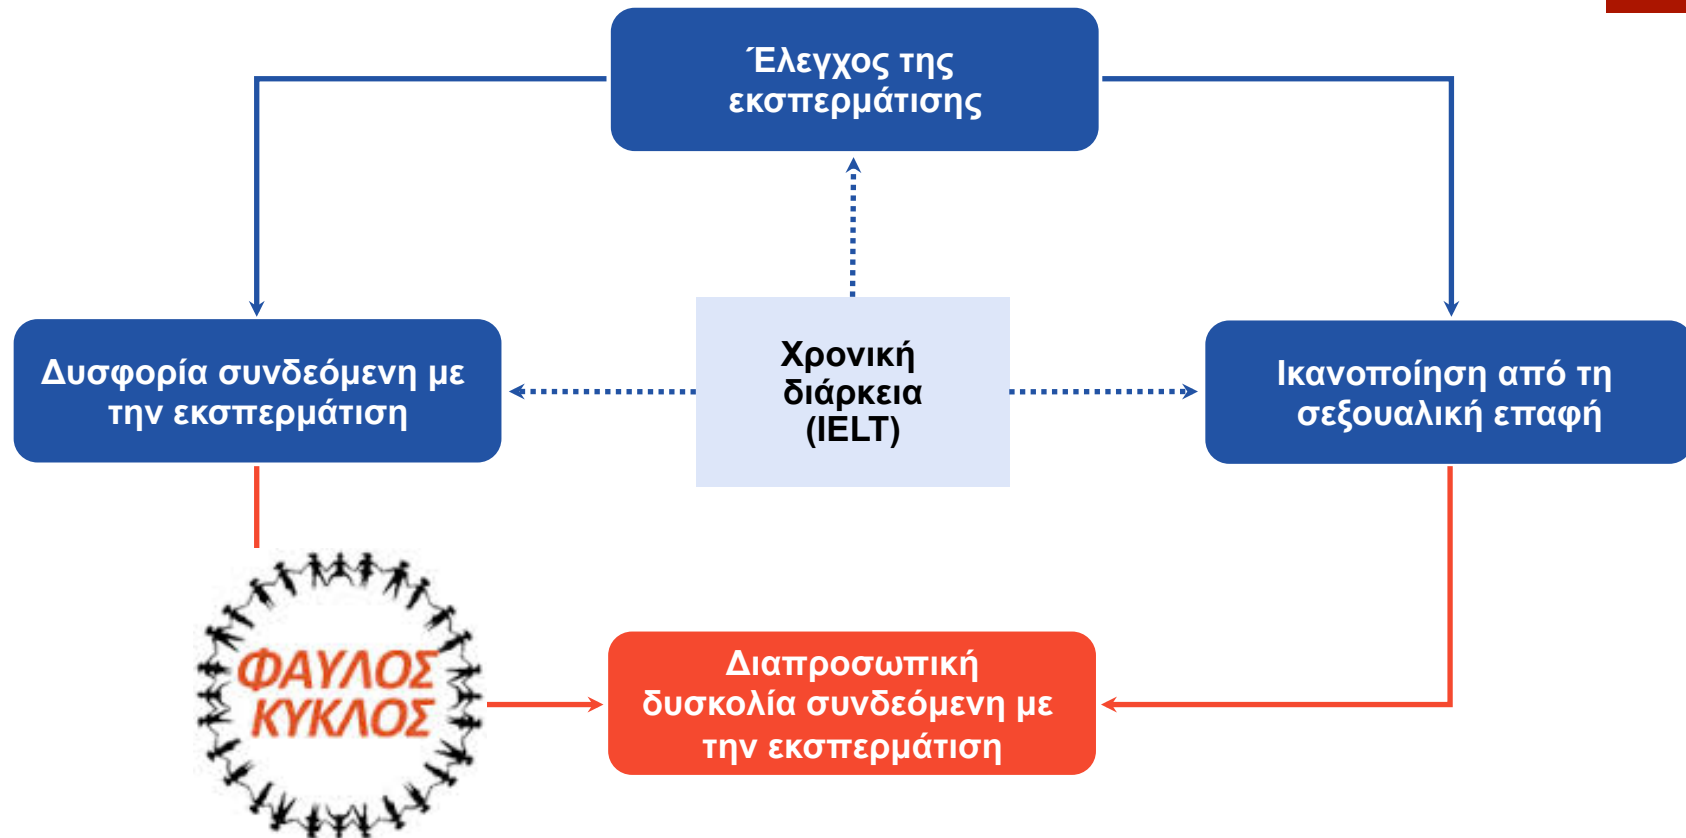 Έλεγχος της
εκσπερμάτισης
Δυσφορία συνδεόμενη με
την εκσπερμάτιση
Χρονική
διάρκεια
(IELT)
Ικανοποίηση από τη
σεξουαλική επαφή
ΦΑΥΛΟΣ
ΚΥΚΛΟΣ
Διαπροσωπική
δυσκολία συνδεόμενη με
την εκσπερμάτιση